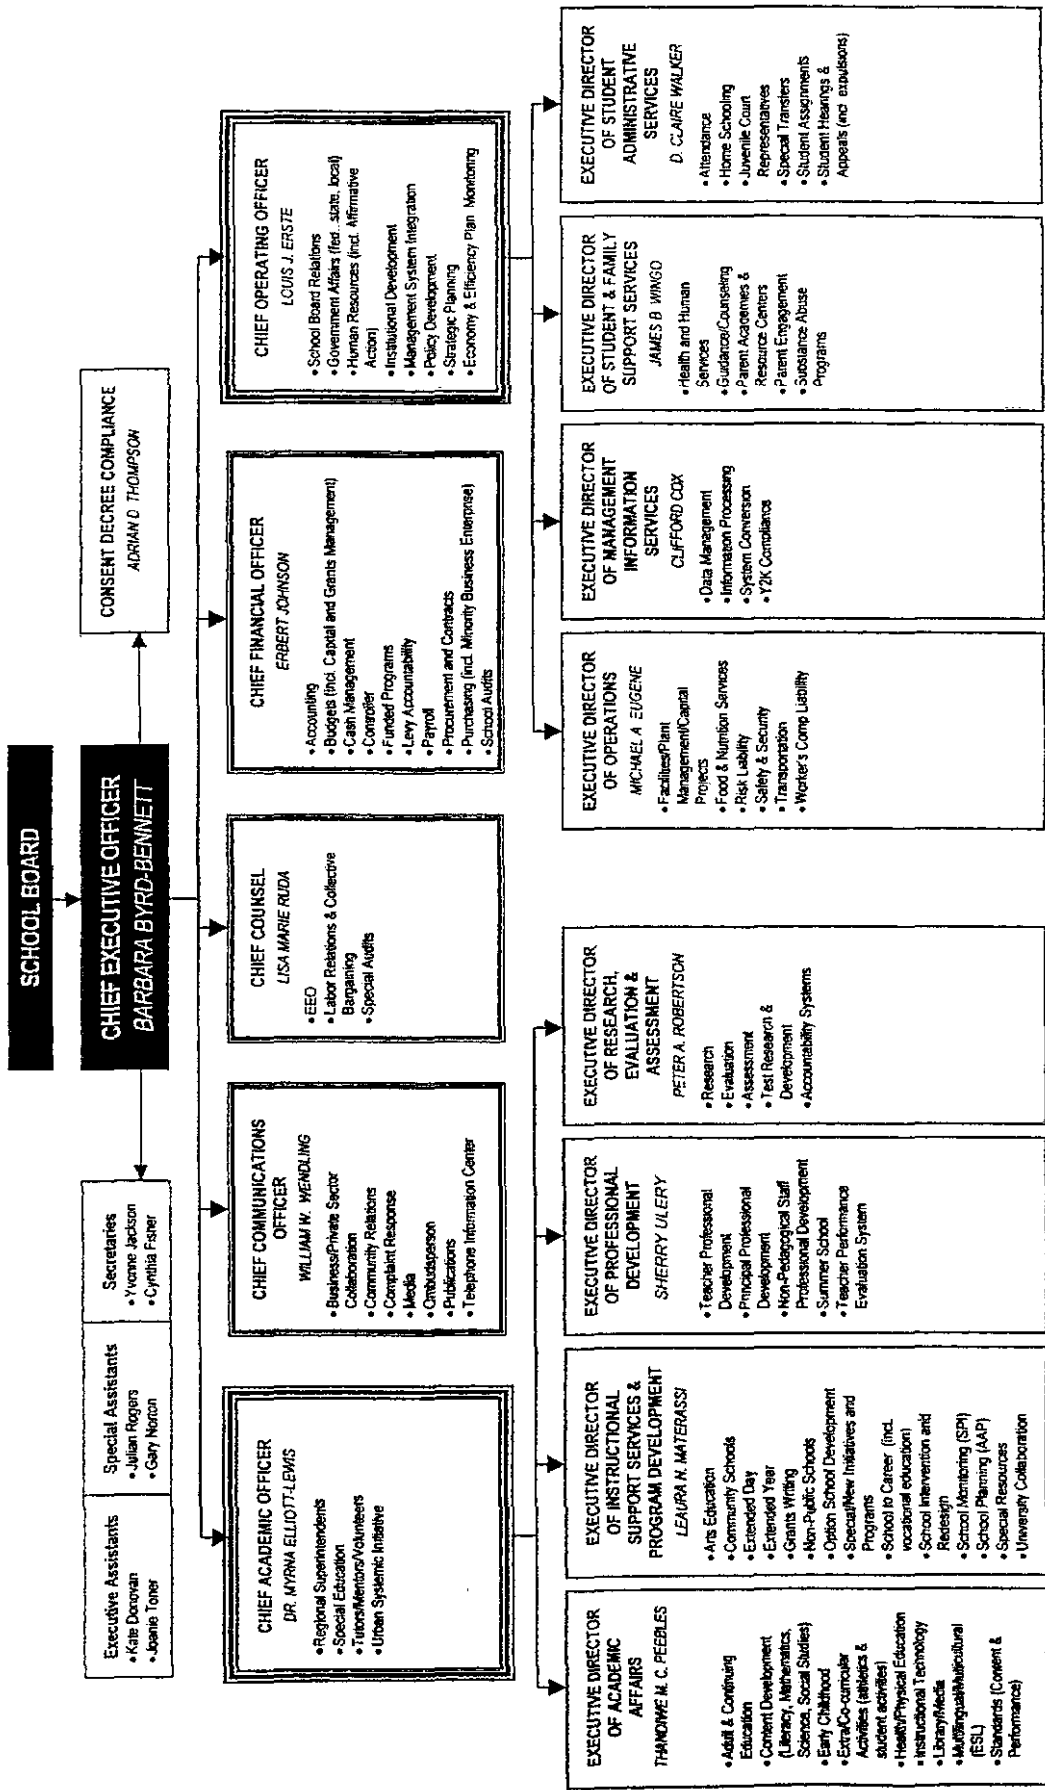 SCHOOL BOARD
CHIEF EXECUTIVE OFFICER
BARBARA BYRD-BENNETT
CONSENT DECREE COMPLIANCE
ADRIAN D. THOMPSON
Executive Assistants
• Kate Donovan
• Joanie Toner
Special Assistants
• Julian Rogers
• Gary Norton
Secretaries
• Yvonne Jackson
• Cynthia Fisher
CHIEF ACADEMIC OFFICER
DR. MYRNA ELLIOTT-LEWIS
• Regional Superintendents
• Special Education
• Tutors/Mentors/Volunteers
• Urban Systemic Initiative
CHIEF COMMUNICATIONS
OFFICER
WILLIAM W. WENDLING
• Business/Private Sector
Collaboration
• Community Relations
• Complaint Response
• Media
• Ombudsperson
• Publications
• Telephone Information Center
CHIEF COUNSEL
LISA MARIE RUDA
• EEO
• Labor Relations & Collective
Bargaining
• Special Audits
CHIEF FINANCIAL OFFICER
ERBERT JOHNSON
• Accounting
• Budgets (incl. Capital and Grants Management)
• Cash Management
• Controller
• Funded Programs
• Levy Accountability
• Payroll
• Procurement and Contracts
• Purchasing (incl. Minority Business Enterprise)
• School Audits
CHIEF OPERATING OFFICER
LOUIS J. ERSTE
• School Board Relations
• Government Affairs (fed., state, local)
• Human Resources (incl. Affirmative
Action)
• Institutional Development
• Management System Integration
• Policy Development
• Strategic Planning
• Economy & Efficiency Plan Monitoring
EXECUTIVE DIRECTOR
OF ACADEMIC
AFFAIRS
THANDIWE M. C. PEEBLES
• Adult & Continuing
Education
• Content Development
(Literacy, Mathematics,
Science, Social Studies)
• Early Childhood
• Extra/Co-curricular
Activities (athletics &
student activities)
• Health/Physical Education
• Instructional Technology
• Library/Media
• Multilingual/Multicultural
(ESL)
• Standards (Content &
Performance)
EXECUTIVE DIRECTOR
OF INSTRUCTIONAL
SUPPORT SERVICES &
PROGRAM DEVELOPMENT
LEAURA N. MATERASSI
• Arts Education
• Community Schools
• Extended Day
• Extended Year
• Grants Writing
• Non-Public Schools
• Option School Development
• Special/New Initiatives and
Programs
• School to Career (incl.
vocational education)
• School Intervention and
Redesign
• School Monitoring (SPI)
• School Planning (AAP)
• Special Resources
• University Collaboration
EXECUTIVE DIRECTOR
OF PROFESSIONAL
DEVELOPMENT
SHERRY ULERY
• Teacher Professional
Development
• Principal Professional
Development
• Non-Pedagogical Staff
Professional Development
• Summer School
• Teacher Performance
Evaluation System
EXECUTIVE DIRECTOR
OF RESEARCH,
EVALUATION &
ASSESSMENT
PETER A. ROBERTSON
• Research
• Evaluation
• Assessment
• Test Research &
Development
• Accountability Systems
EXECUTIVE DIRECTOR
OF OPERATIONS
MICHAEL A. EUGENE
• Facilities/Plant
Management/Capital
Projects
• Food & Nutrition Services
• Risk Liability
• Safety & Security
• Transportation
• Worker's Comp Liability
EXECUTIVE DIRECTOR
OF MANAGEMENT
INFORMATION
SERVICES
CLIFFORD COX
• Data Management
• Information Processing
• System Conversion
• Y2K Compliance
EXECUTIVE DIRECTOR
OF STUDENT & FAMILY
SUPPORT SERVICES
JAMES B. WINGO
• Health and Human
Services
• Guidance/Counseling
• Parent Academies &
Resource Centers
• Parent Engagement
• Substance Abuse
Programs
EXECUTIVE DIRECTOR
OF STUDENT
ADMINISTRATIVE
SERVICES
D. CLAIRE WALKER
• Attendance
• Home Schooling
• Juvenile Court
Representatives
• Special Transfers
• Student Assignments
• Student Hearings &
Appeals (incl expulsions)